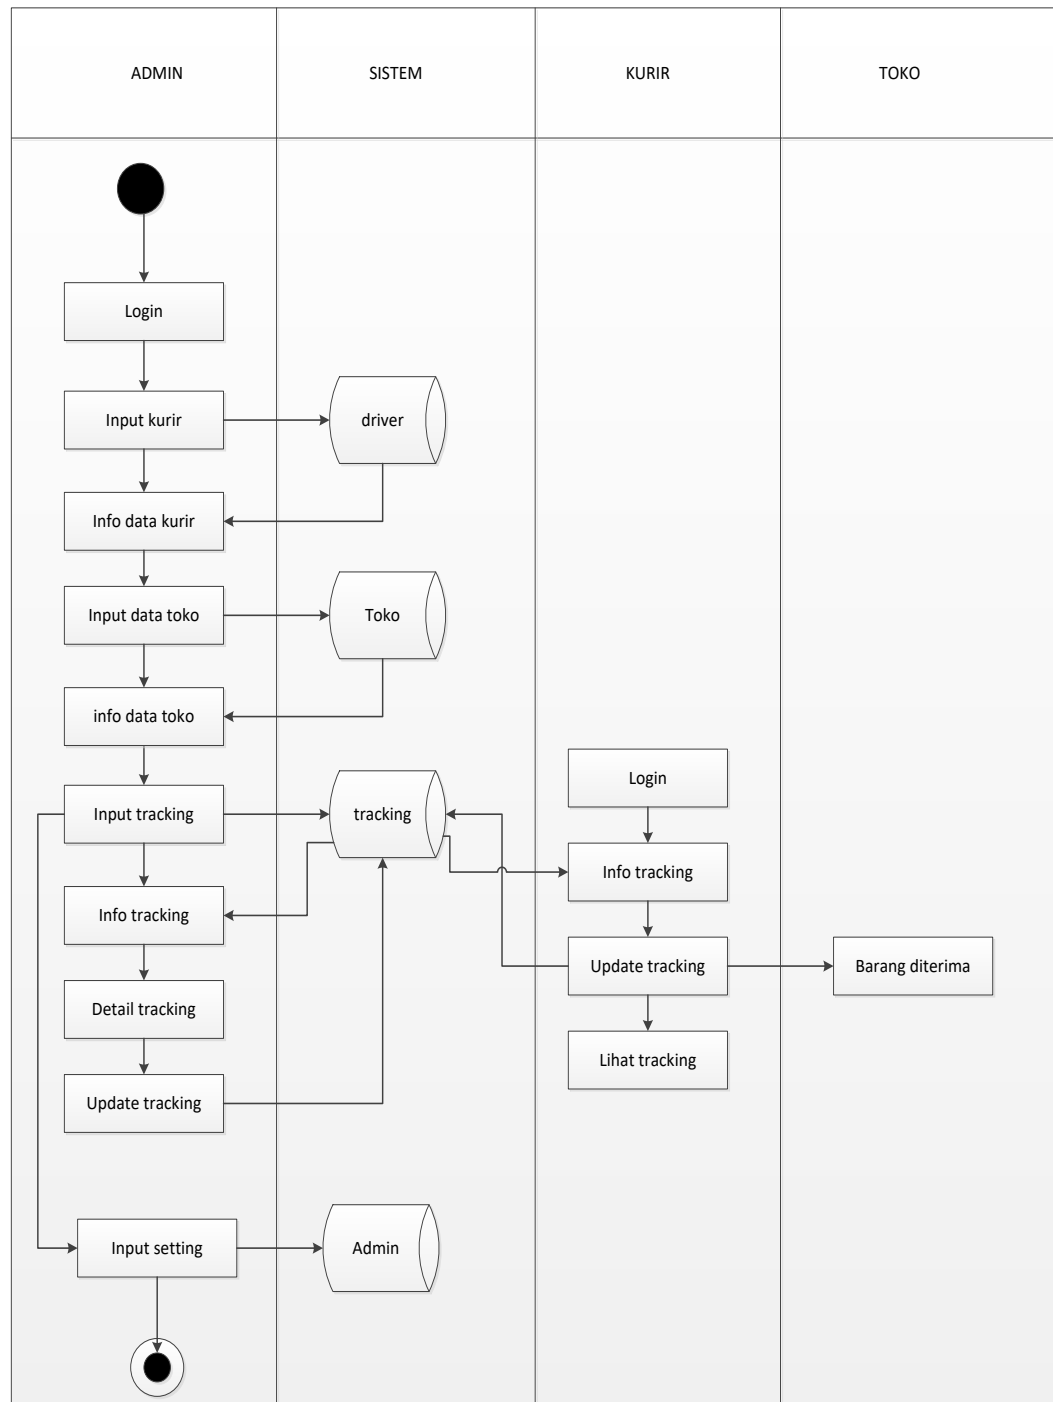 ADMIN
SISTEM
KURIR
TOKO
Login
Input kurir
driver
Info data kurir
Input data toko
Toko
info data toko
Login
Input tracking
tracking
Info tracking
Info tracking
Update tracking
Barang diterima
Detail tracking
Lihat tracking
Update tracking
Input setting
Admin